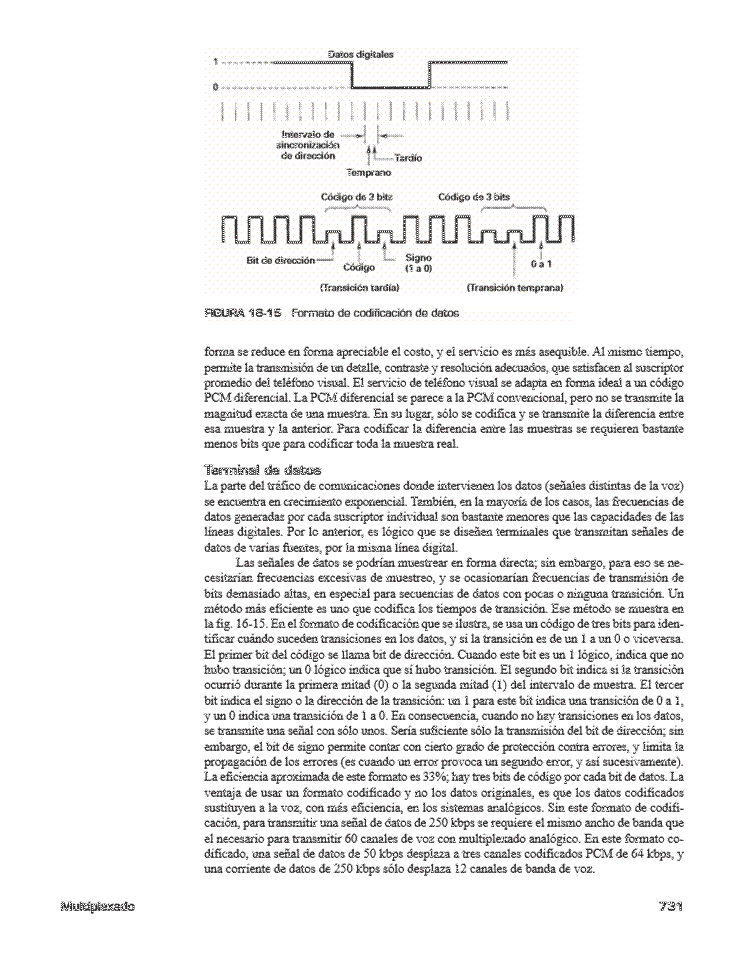 Datos digitales
1
0
Intervalo de
sincronización
de dirección
Tardío
Temprano
Código de 3 bits
Código de 3 bits
Bit de dirección
Código
Signo
(1 a 0)
0 a 1
(Transición tardía)
(Transición temprana)
FIGURA 16-15 Formato de codificación de datos
forma se reduce en forma apreciable el costo, y el servicio es más asequible. Al mismo tiempo,
permite la transmisión de un detalle, contraste y resolución adecuados, que satisfacen al suscriptor
promedio del teléfono visual. El servicio de teléfono visual se adapta en forma ideal a un código
PCM diferencial. La PCM diferencial se parece a la PCM convencional, pero no se transmite la
magnitud exacta de una muestra. En su lugar, sólo se codifica y se transmite la diferencia entre
esa muestra y la anterior. Para codificar la diferencia entre las muestras se requieren bastante
menos bits que para codificar toda la muestra real.
Terminal de datos
La parte del tráfico de comunicaciones donde intervienen los datos (señales distintas de la voz)
se encuentra en crecimiento exponencial. También, en la mayoría de los casos, las frecuencias de
datos generadas por cada suscriptor individual son bastante menores que las capacidades de las
líneas digitales. Por lo anterior, es lógico que se diseñen terminales que transmitan señales de
datos de varias fuentes, por la misma línea digital.
Las señales de datos se podrían muestrear en forma directa; sin embargo, para eso se ne-
cesitarían frecuencias excesivas de muestreo, y se ocasionarían frecuencias de transmisión de
bits demasiado altas, en especial para secuencias de datos con pocas o ninguna transición. Un
método más eficiente es uno que codifica los tiempos de transición. Ese método se muestra en
la fig. 16-15. En el formato de codificación que se ilustra, se usa un código de tres bits para iden-
tificar cuándo suceden transiciones en los datos, y si la transición es de un 1 a un 0 o viceversa.
El primer bit del código se llama bit de dirección. Cuando este bit es un 1 lógico, indica que no
hubo transición; un 0 lógico indica que sí hubo transición. El segundo bit indica si la transición
ocurrió durante la primera mitad (0) o la segunda mitad (1) del intervalo de muestra. El tercer
bit indica el signo o la dirección de la transición: un 1 para este bit indica una transición de 0 a 1,
y un 0 indica una transición de 1 a 0. En consecuencia, cuando no hay transiciones en los datos,
se transmite una señal con sólo unos. Sería suficiente sólo la transmisión del bit de dirección; sin
embargo, el bit de signo permite contar con cierto grado de protección contra errores, y limita la
propagación de los errores (es cuando un error provoca un segundo error, y así sucesivamente).
La eficiencia aproximada de este formato es 33%; hay tres bits de código por cada bit de datos. La
ventaja de usar un formato codificado y no los datos originales, es que los datos codificados
sustituyen a la voz, con más eficiencia, en los sistemas analógicos. Sin este formato de codifi-
cación, para transmitir una señal de datos de 250 kbps se requiere el mismo ancho de banda que
el necesario para transmitir 60 canales de voz con multiplexado analógico. En este formato co-
dificado, una señal de datos de 50 kbps desplaza a tres canales codificados PCM de 64 kbps, y
una corriente de datos de 250 kbps sólo desplaza 12 canales de banda de voz.
Multiplexado
731